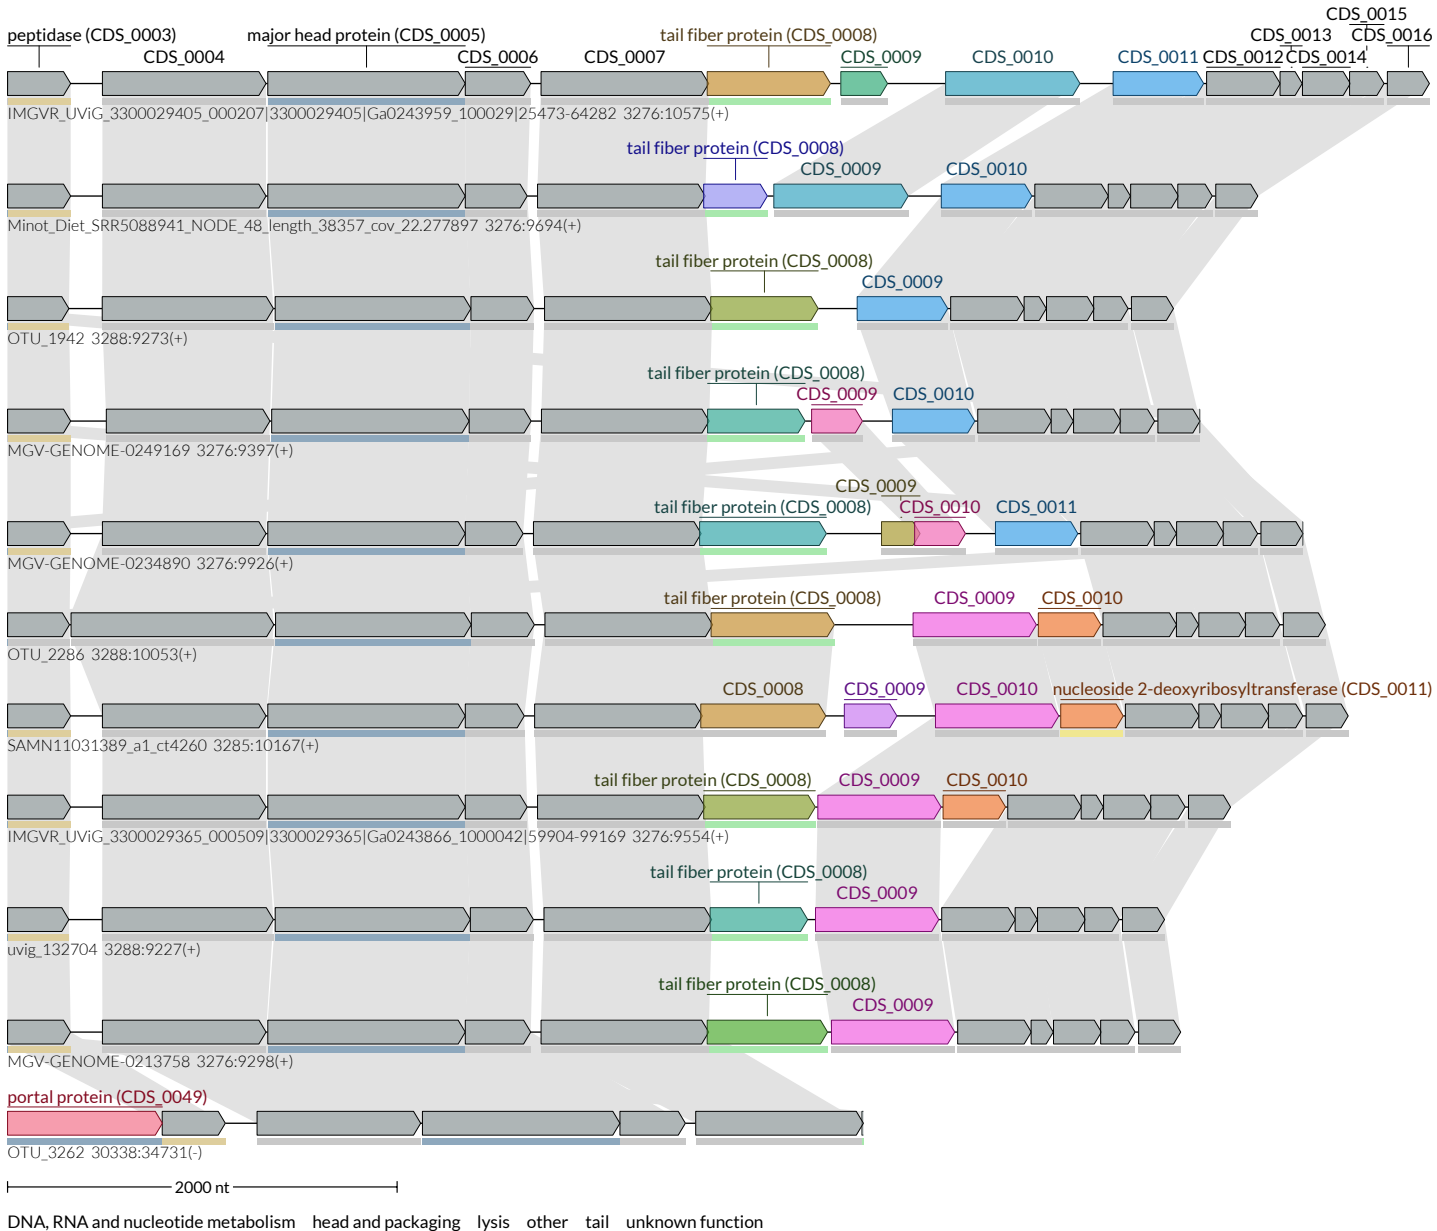 CDS_0015
peptidase (CDS_0003) major head protein (CDS_0005) tail fiber protein (CDS_0008) CDS_0013 CDS_0016
CDS_0004 CDS_0006 CDS_0007 CDS_0009 CDS_0010 CDS_0011 CDS_0012 CDS_0014
IMGVR_UViG_3300029405_000207|3300029405|Ga0243959_100029|25473-64282 3276:10575(+)
tail fiber protein (CDS_0008)
CDS_0009 CDS_0010
Minot_Diet_SRR5088941_NODE_48_length_38357_cov_22.277897 3276:9694(+)
tail fiber protein (CDS_0008)
CDS_0009
OTU_1942 3288:9273(+)
tail fiber protein (CDS_0008)
CDS_0009 CDS_0010
MGV-GENOME-0249169 3276:9397(+)
CDS_0009
tail fiber protein (CDS_0008) CDS_0010 CDS_0011
MGV-GENOME-0234890 3276:9926(+)
tail fiber protein (CDS_0008) CDS_0009 CDS_0010
OTU_2286 3288:10053(+)
CDS_0008 CDS_0009 CDS_0010 nucleoside 2-deoxyribosyltransferase (CDS_0011)
SAMN11031389_a1_ct4260 3285:10167(+)
tail fiber protein (CDS_0008) CDS_0009 CDS_0010
IMGVR_UViG_3300029365_000509|3300029365|Ga0243866_1000042|59904-99169 3276:9554(+)
tail fiber protein (CDS_0008)
CDS_0009
uvig_132704 3288:9227(+)
tail fiber protein (CDS_0008)
CDS_0009
MGV-GENOME-0213758 3276:9298(+)
portal protein (CDS_0049)
OTU_3262 30338:34731(-)
2000 nt
DNA, RNA and nucleotide metabolism head and packaging lysis other tail unknown function